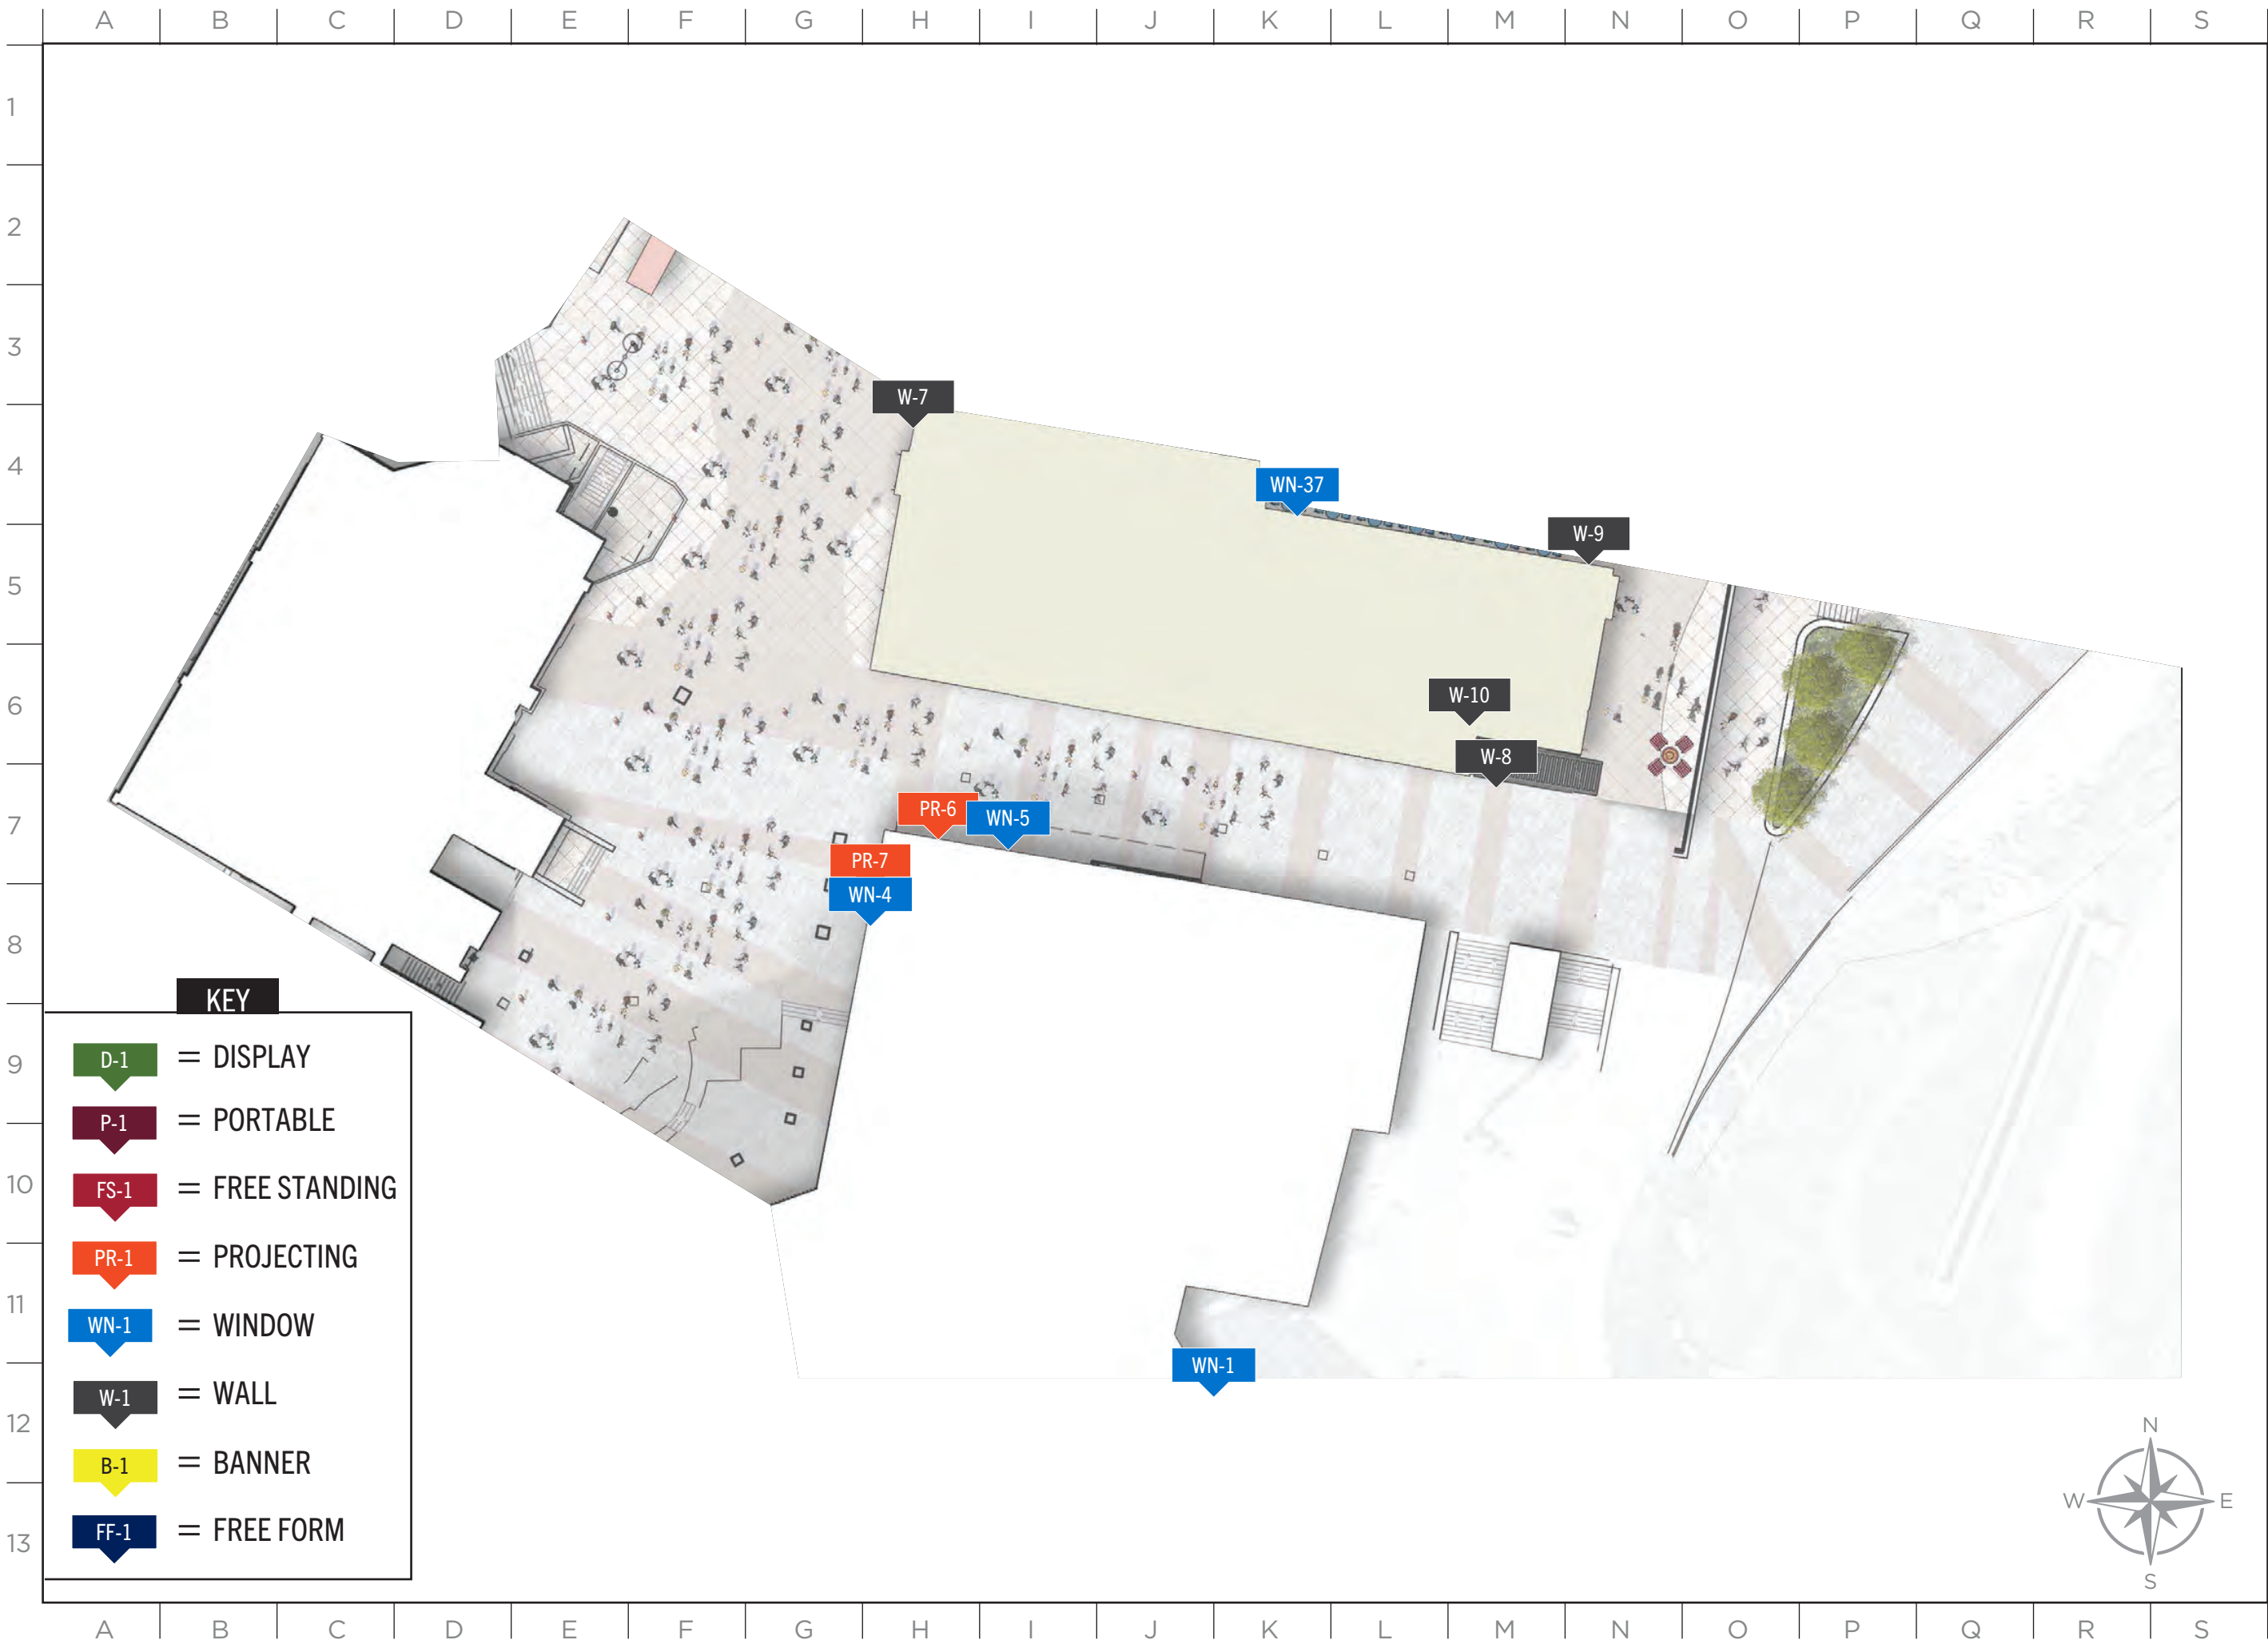 A B C D E F G H I J K L M N O P Q R S
1
2
3
W-7
4
WN-37
W-9
5
6
W-10
W-8
7
PR-6
WN-5
PR-7
WN-4
8
KEY
9
D-1 = DISPLAY
P-1 = PORTABLE
10
FS-1 = FREE STANDING
PR-1 = PROJECTING
11
WN-1 = WINDOW
WN-1
W-1 = WALL
12
B-1 = BANNER
13
FF-1 = FREE FORM
N
W E
S
A B C D E F G H I J K L M N O P Q R S